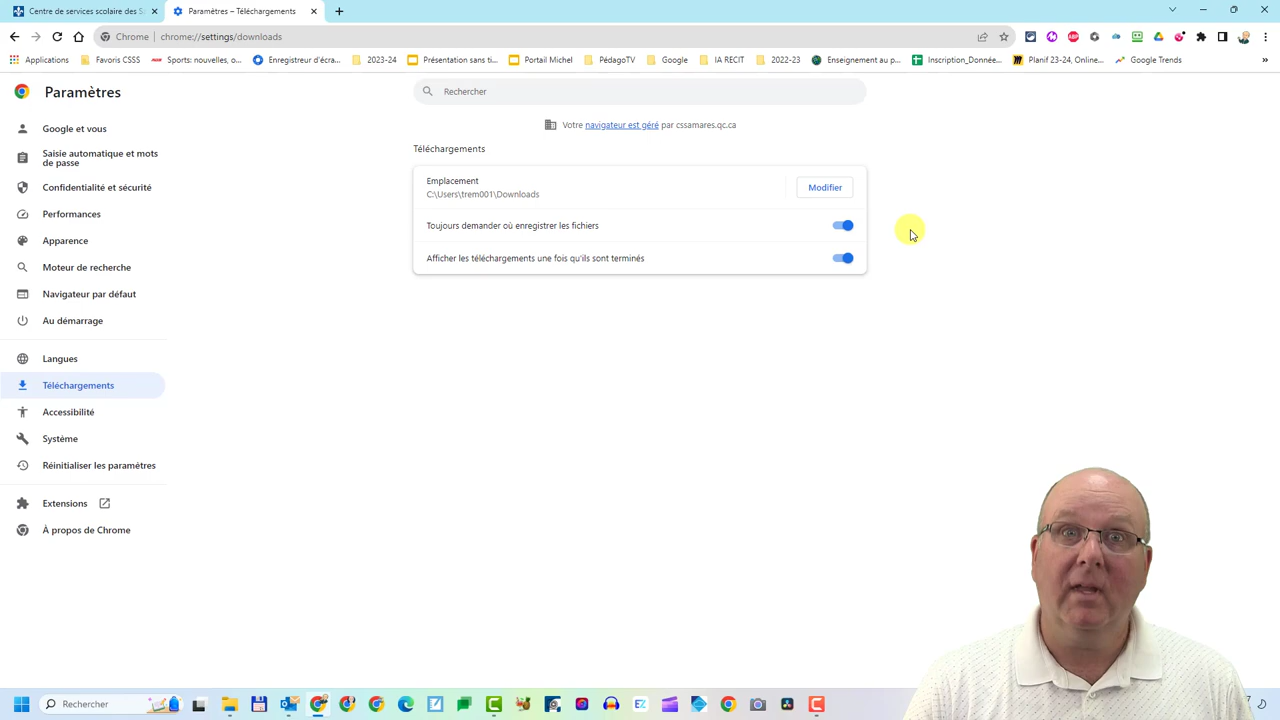 Centre de services scolaire des S
Paramètres – Téléchargements
Chrome
chrome://settings/downloads
Applications
Favoris CSSS
Sports: nouvelles, o...
Enregistreur d'écra...
2023-24
Présentation sans ti...
Portail Michel
PédagoTV
Google
IA RECIT
2022-23
Enseignement au p...
Inscription_Donnée...
Planif 23-24, Online...
Google Trends
Paramètres
Rechercher
Votre navigateur est géré par cssamares.qc.ca
Google et vous
Saisie automatique et mots
de passe
Confidentialité et sécurité
Performances
Apparence
Moteur de recherche
Navigateur par défaut
Au démarrage
Langues
Téléchargements
Accessibilité
Système
Réinitialiser les paramètres
Extensions
À propos de Chrome
Téléchargements
Emplacement
C:\Users\trem001\Downloads
Modifier
Toujours demander où enregistrer les fichiers
Afficher les téléchargements une fois qu'ils sont terminés
Rechercher